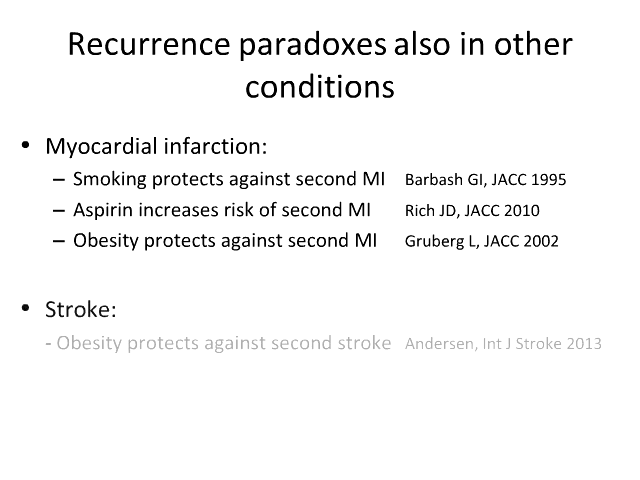 Recurrence paradoxes also in other
conditions
• Myocardial infarction:
– Smoking protects against second MI Barbash GI, JACC 1995
– Aspirin increases risk of second MI Rich JD, JACC 2010
– Obesity protects against second MI Gruberg L, JACC 2002
• Stroke:
- Obesity protects against second stroke Andersen, Int J Stroke 2013